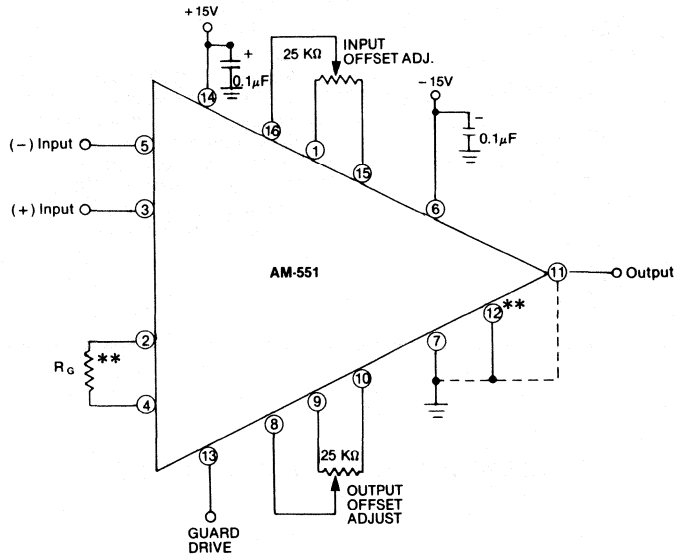 +15V
25 KΩ
INPUT
OFFSET ADJ.
+
0.1μF
-15V
-
0.1μF
14
16
1
15
6
(-) Input
5
(+) Input
3
AM-551
11
Output
12
**
7
2
RG
**
4
10
9
8
13
25 KΩ
OUTPUT
OFFSET
ADJUST
GUARD
DRIVE